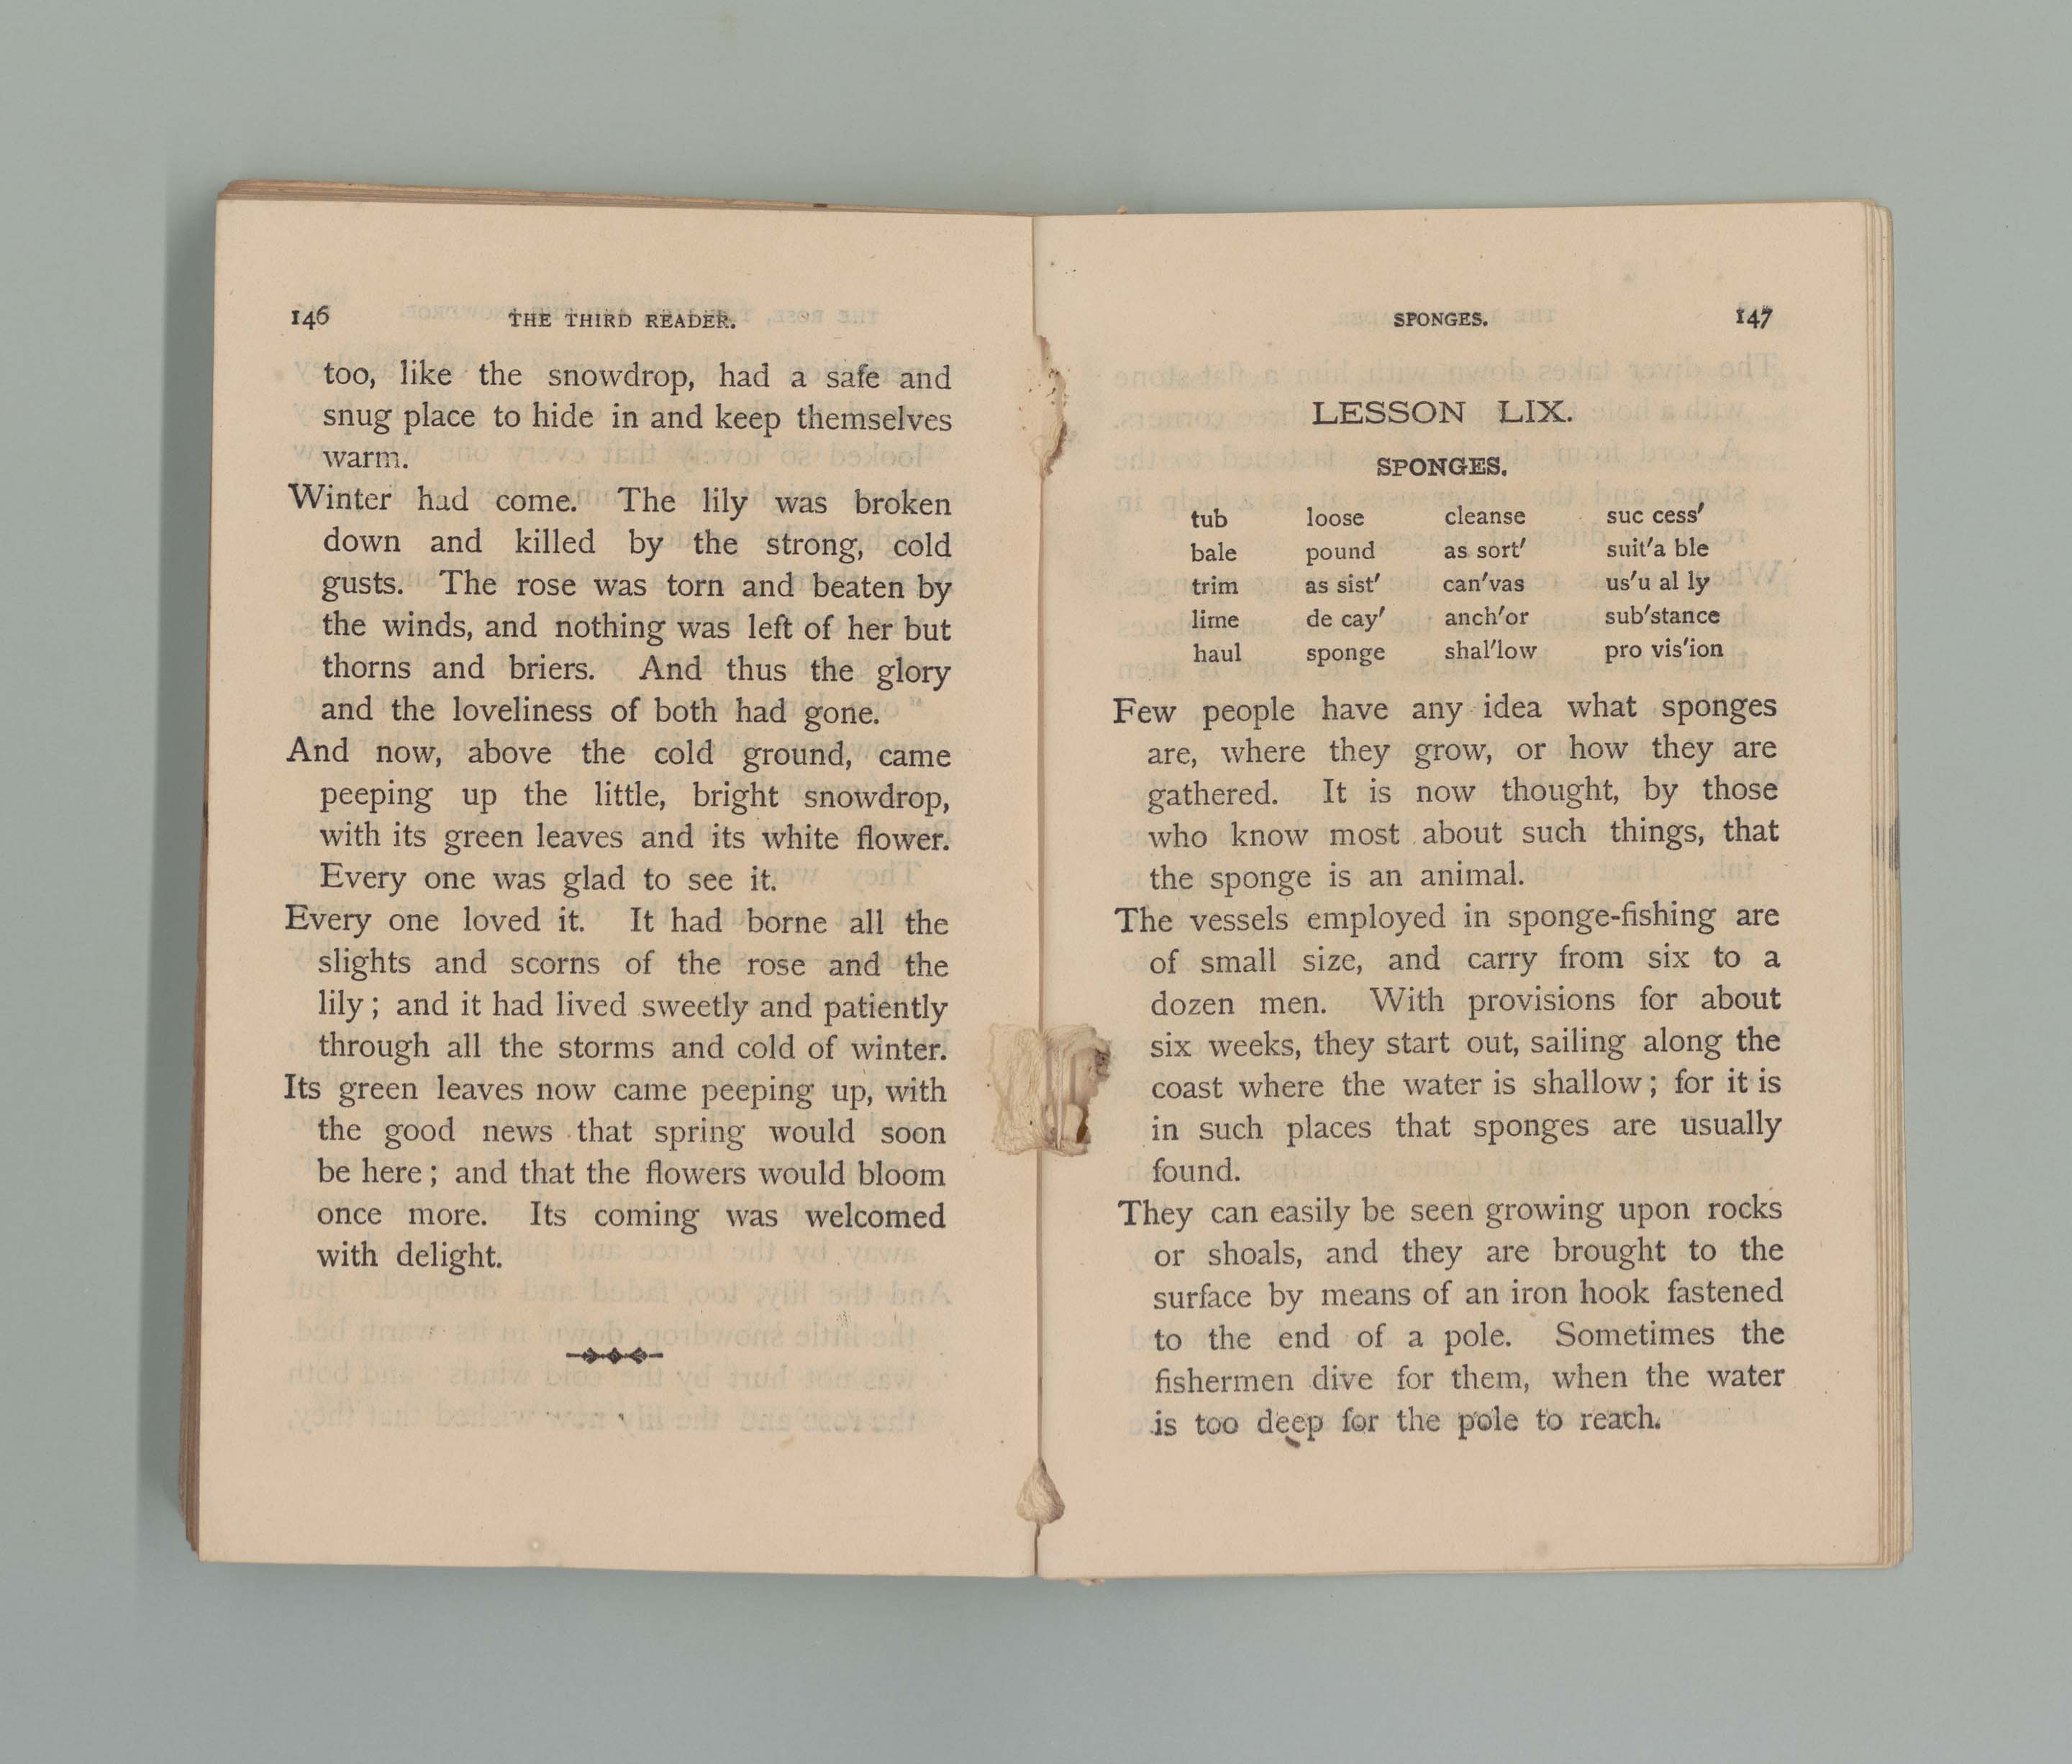 146 THE THIRD READER.
too, like the snowdrop, had a safe and
snug place to hide in and keep themselves
warm.
Winter had come. The lily was broken
down and killed by the strong, cold
gusts. The rose was torn and beaten by
the winds, and nothing was left of her but
thorns and briers. And thus the glory
and the loveliness of both had gone.
And now, above the cold ground, came
peeping up the little, bright snowdrop,
with its green leaves and its white flower.
Every one was glad to see it.
Every one loved it. It had borne all the
slights and scorns of the rose and the
lily; and it had lived sweetly and patiently
through all the storms and cold of winter.
Its green leaves now came peeping up, with
the good news that spring would soon
be here; and that the flowers would bloom
once more. Its coming was welcomed
with delight.
SPONGES. 147
LESSON LIX.
SPONGES.
tub loose cleanse suc cess'
bale pound as sort' suit'a ble
trim as sist' can'vas us'u al ly
lime de cay' anch'or sub'stance
haul sponge shal'low pro vis'ion
Few people have any idea what sponges
are, where they grow, or how they are
gathered. It is now thought, by those
who know most about such things, that
the sponge is an animal.
The vessels employed in sponge-fishing are
of small size, and carry from six to a
dozen men. With provisions for about
six weeks, they start out, sailing along the
coast where the water is shallow; for it is
in such places that sponges are usually
found.
They can easily be seen growing upon rocks
or shoals, and they are brought to the
surface by means of an iron hook fastened
to the end of a pole. Sometimes the
fishermen dive for them, when the water
is too deep for the pole to reach.